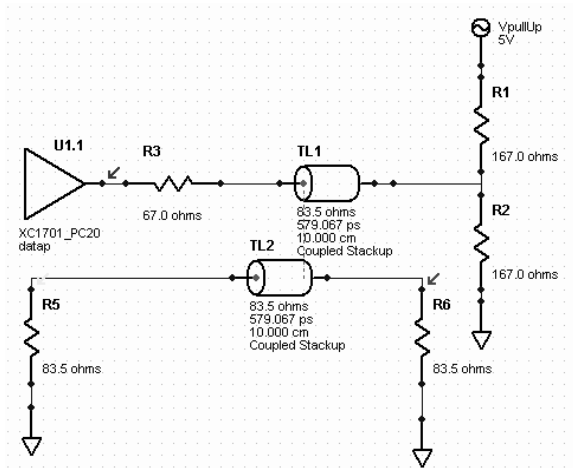 VpullUp
5V
R1
167.0 ohms
U1.1
R3
TL1
67.0 ohms
XC1701_PC20
datap
83.5 ohms
579.067 ps
10.000 cm
Coupled Stackup
R2
167.0 ohms
TL2
83.5 ohms
579.067 ps
10.000 cm
Coupled Stackup
R5
83.5 ohms
R6
83.5 ohms